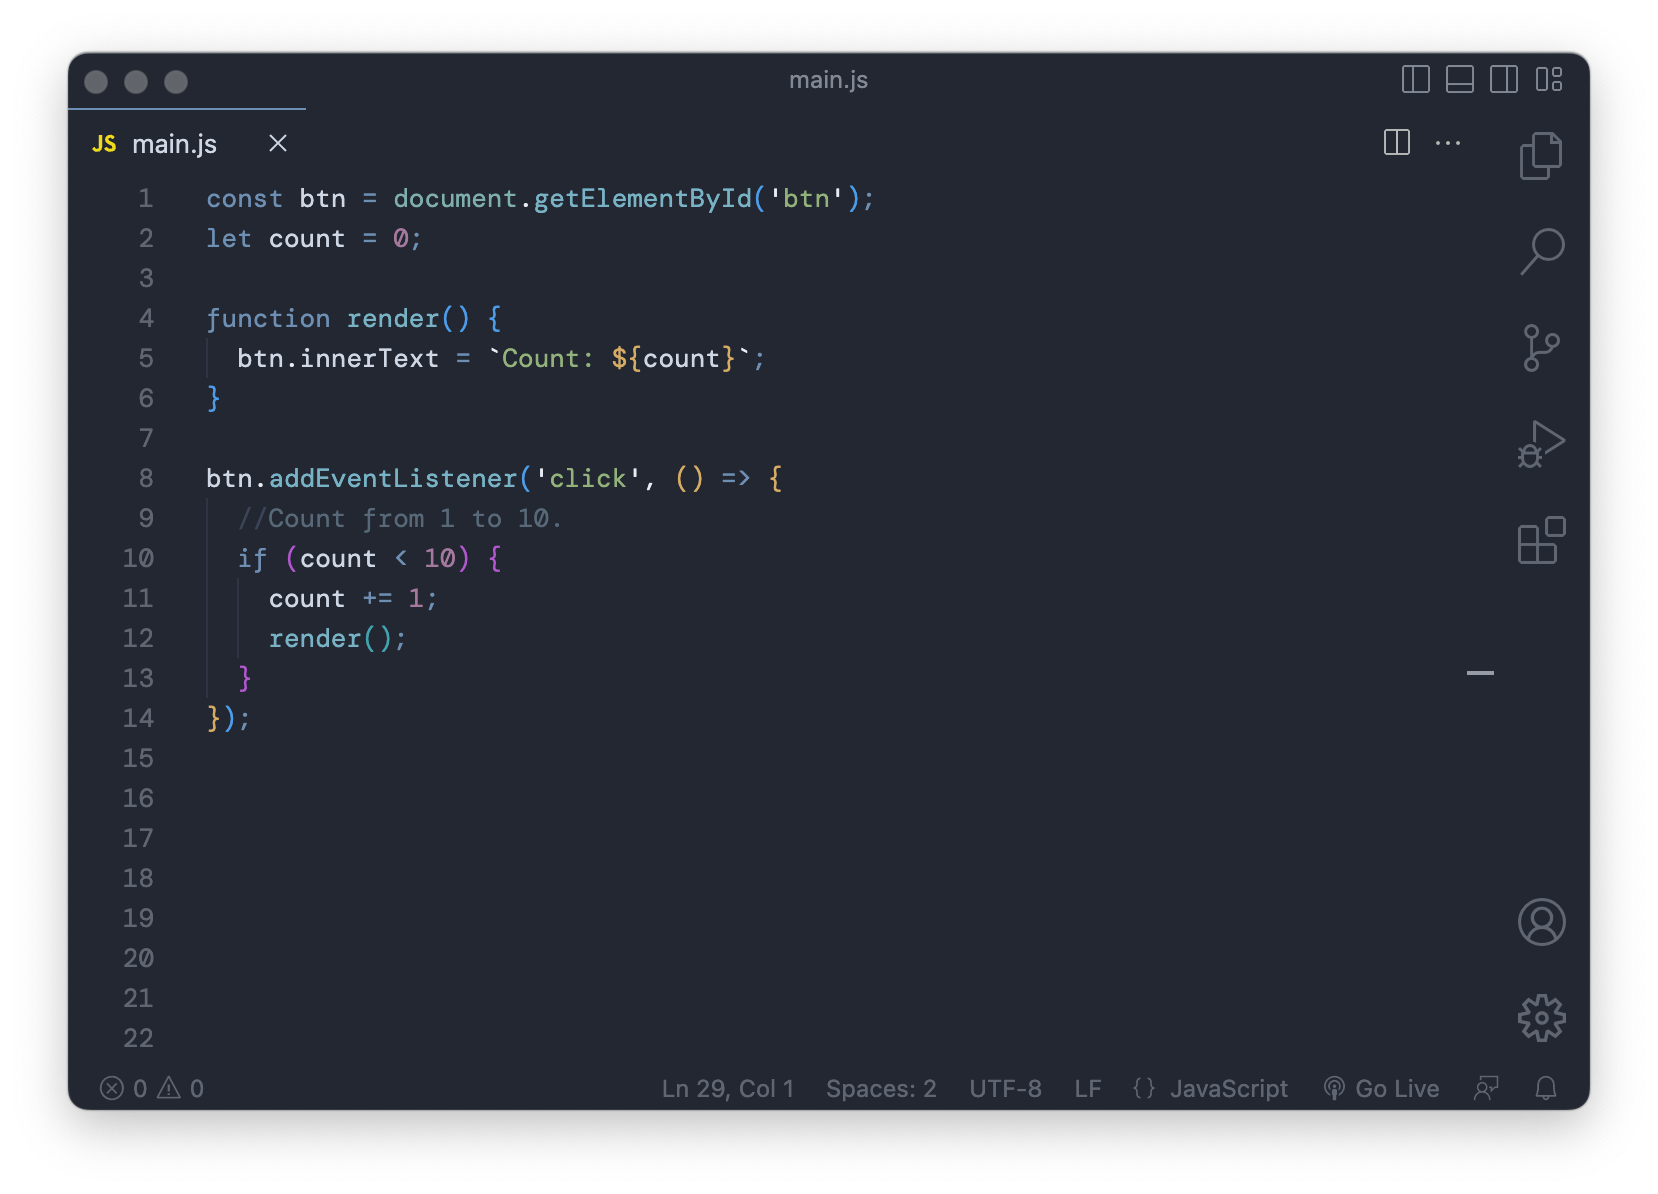 main.js
JS main.js
1 const btn = document.getElementById('btn');
2 let count = 0;
3
4 function render() {
5   btn.innerText = `Count: ${count}`;
6 }
7
8 btn.addEventListener('click', () => {
9   //Count from 1 to 10.
10   if (count < 10) {
11     count += 1;
12     render();
13   }
14 });
15
16
17
18
19
20
21
22
0 0 Ln 29, Col 1 Spaces: 2 UTF-8 LF {} JavaScript Go Live